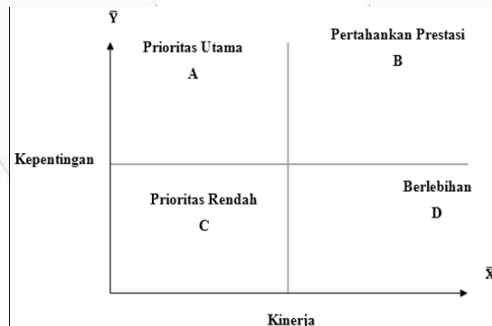 Ȳ
Prioritas Utama
A
Pertahankan Prestasi
B
Kepentingan
Prioritas Rendah
C
Berlebihan
D
X̄
Kinerja